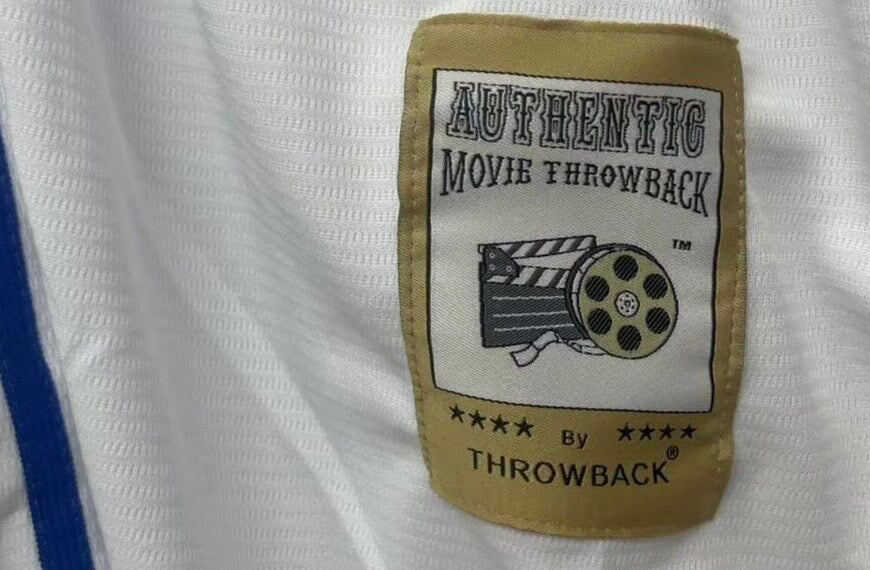 AUTHENTIC
MOVIE THROWBACK
TM
★★★★ By ★★★★
THROWBACK®